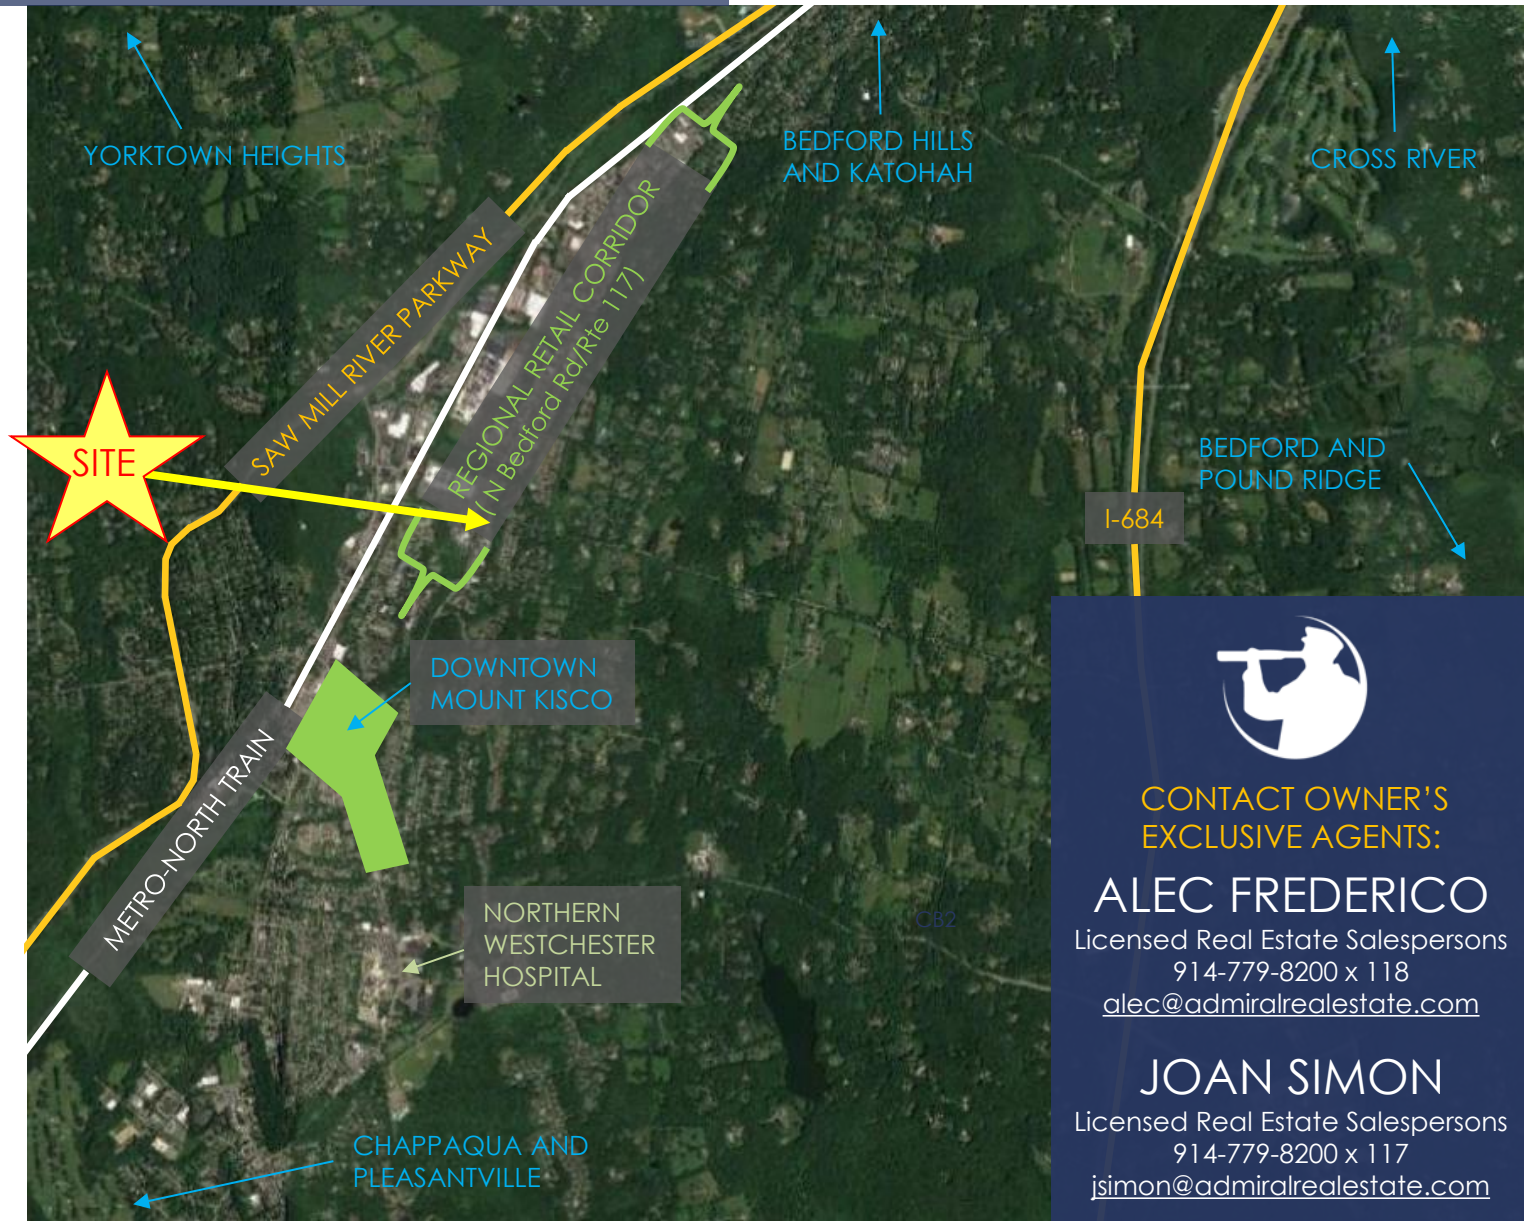 YORKTOWN HEIGHTS
BEDFORD HILLS
AND KATOHAH
CROSS RIVER
SAW MILL RIVER PARKWAY
REGIONAL RETAIL CORRIDOR
( N Bedford Rd/Rte 117)
SITE
BEDFORD AND
POUND RIDGE
I-684
DOWNTOWN
MOUNT KISCO
METRO-NORTH TRAIN
NORTHERN
WESTCHESTER
HOSPITAL
CB2
CHAPPAQUA AND
PLEASANTVILLE
CONTACT OWNER’S
EXCLUSIVE AGENTS:
ALEC FREDERICO
Licensed Real Estate Salespersons
914-779-8200 x 118
alec@admiralrealestate.com
JOAN SIMON
Licensed Real Estate Salespersons
914-779-8200 x 117
jsimon@admiralrealestate.com